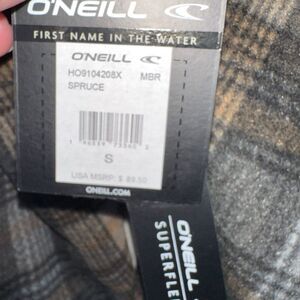 O'NEILL
FIRST NAME IN THE WATER
O'NEILL
HO9104208X MBR
SPRUCE
S
USA MSRP: $ 89.50
ONEILL.COM
O'NEILL
SUPERFLE